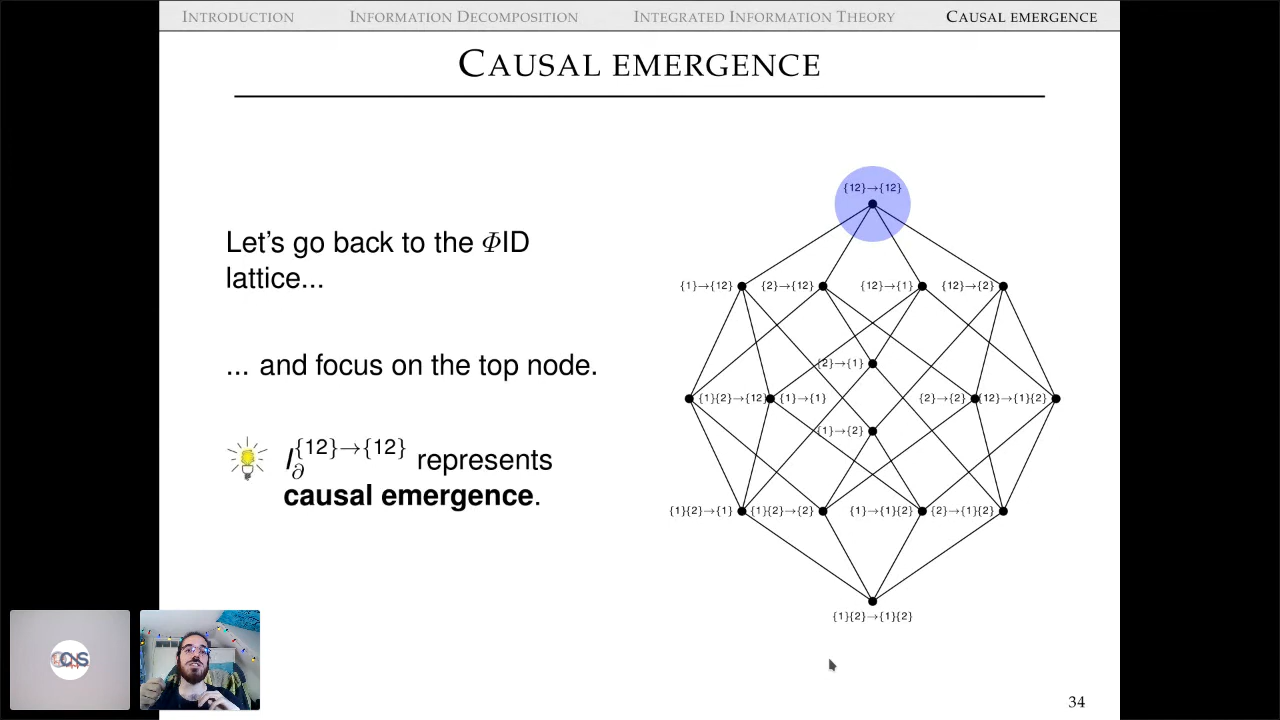 INTRODUCTION INFORMATION DECOMPOSITION INTEGRATED INFORMATION THEORY CAUSAL EMERGENCE
CAUSAL EMERGENCE
Let's go back to the ΦID
lattice...
... and focus on the top node.
I∂{12}→{12} represents
causal emergence.
{12}→{12}
{1}→{12} {2}→{12} {12}→{1} {12}→{2}
{2}→{1}
{1}{2}→{12} {1}→{1} {2}→{2} {12}→{1}{2}
{1}→{2}
{1}{2}→{1} {1}{2}→{2} {1}→{1}{2} {2}→{1}{2}
{1}{2}→{1}{2}
34